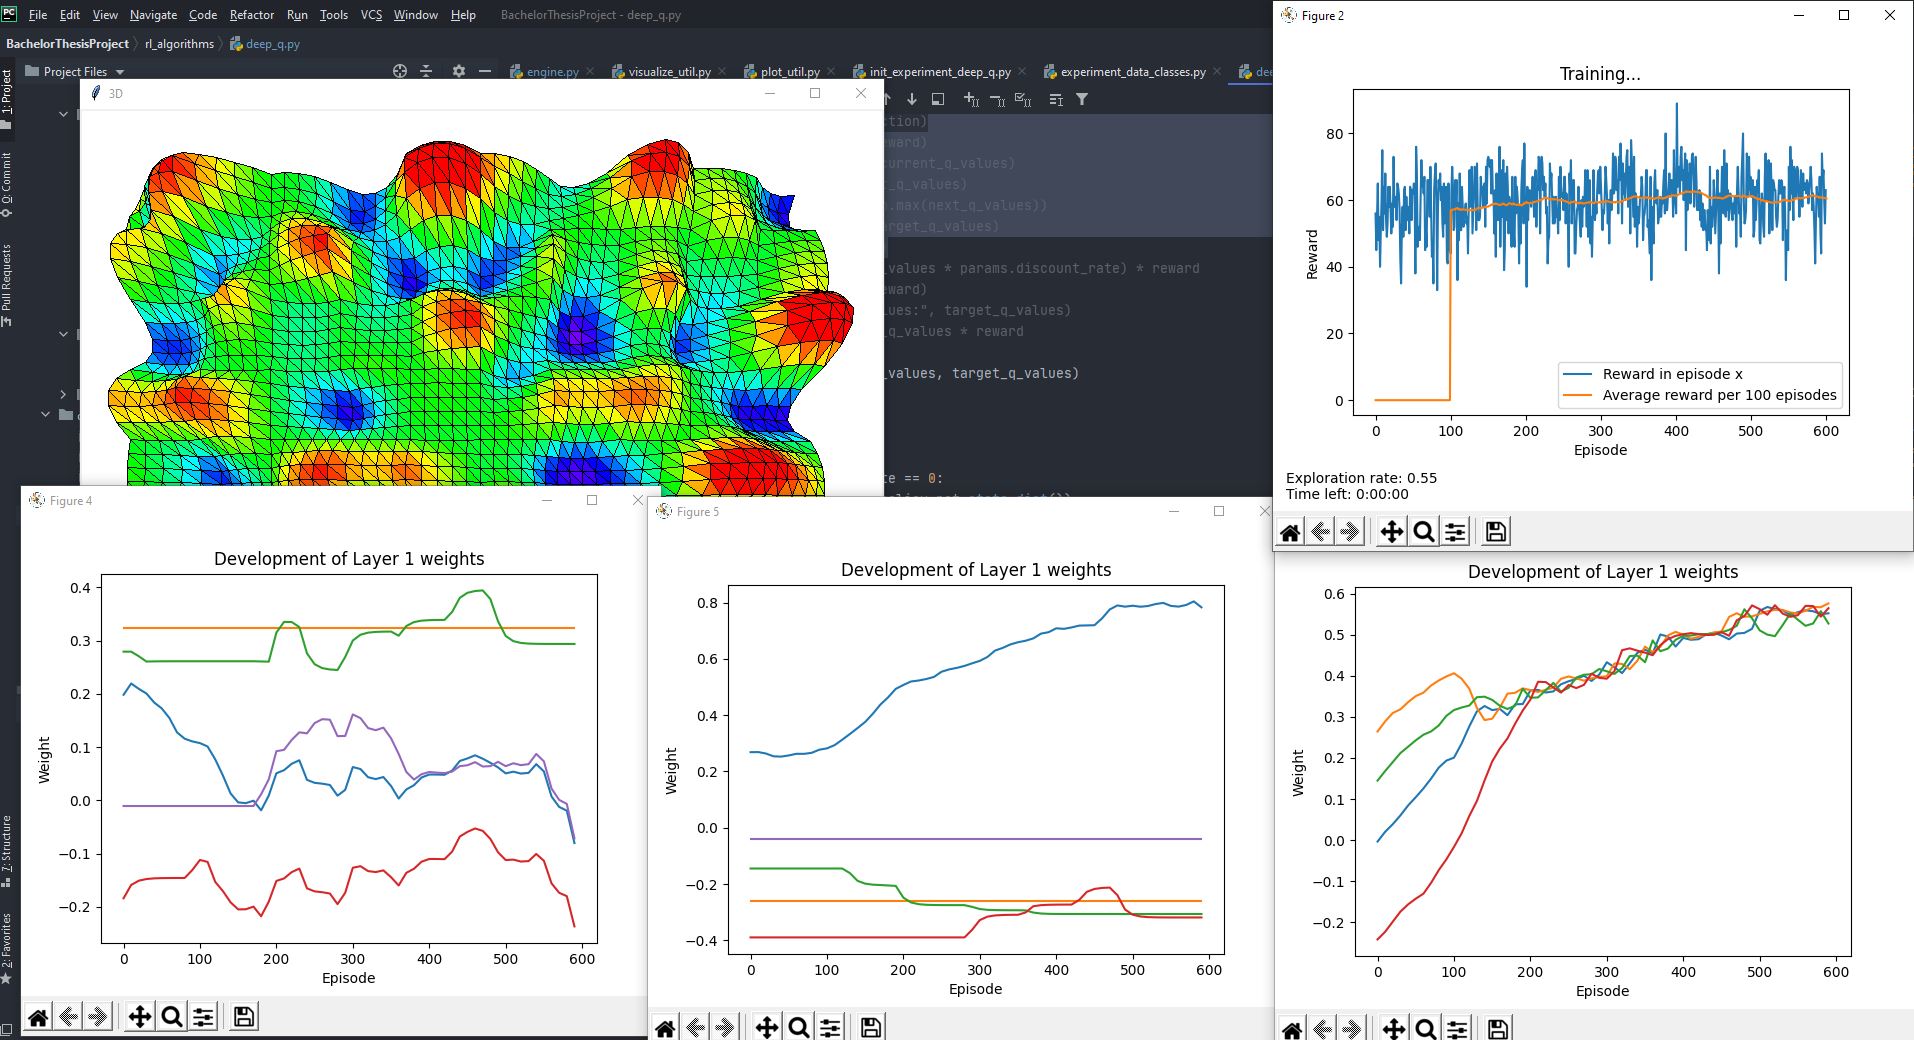 PC File Edit View Navigate Code Refactor Run Tools VCS Window Help BachelorThesisProject - deep_q.py
BachelorThesisProject rl_algorithms deep_q.py
1: Project
0: Commit
Pull Requests
7: Structure
2: Favorites
Project Files
engine.py visualize_util.py plot_util.py init_experiment_deep_q.py experiment_data_classes.py
3D
tion)
ward)
urrent_q_values)
_q_values)
.max(next_q_values))
arget_q_values)
_values * params.discount_rate) * reward
ward)
ues:", target_q_values)
q_values * reward
_values, target_q_values)
te == 0:
Figure 2
Training...
80
60
40
20
0
Reward
0 100 200 300 400 500 600
Episode
Reward in episode x
Average reward per 100 episodes
Exploration rate: 0.55
Time left: 0:00:00
Figure 4
Development of Layer 1 weights
0.4
0.3
0.2
0.1
0.0
−0.1
−0.2
Weight
0 100 200 300 400 500 600
Episode
Figure 5
Development of Layer 1 weights
0.8
0.6
0.4
0.2
0.0
−0.2
−0.4
Weight
0 100 200 300 400 500 600
Episode
Development of Layer 1 weights
0.6
0.5
0.4
0.3
0.2
0.1
0.0
−0.1
−0.2
Weight
0 100 200 300 400 500 600
Episode